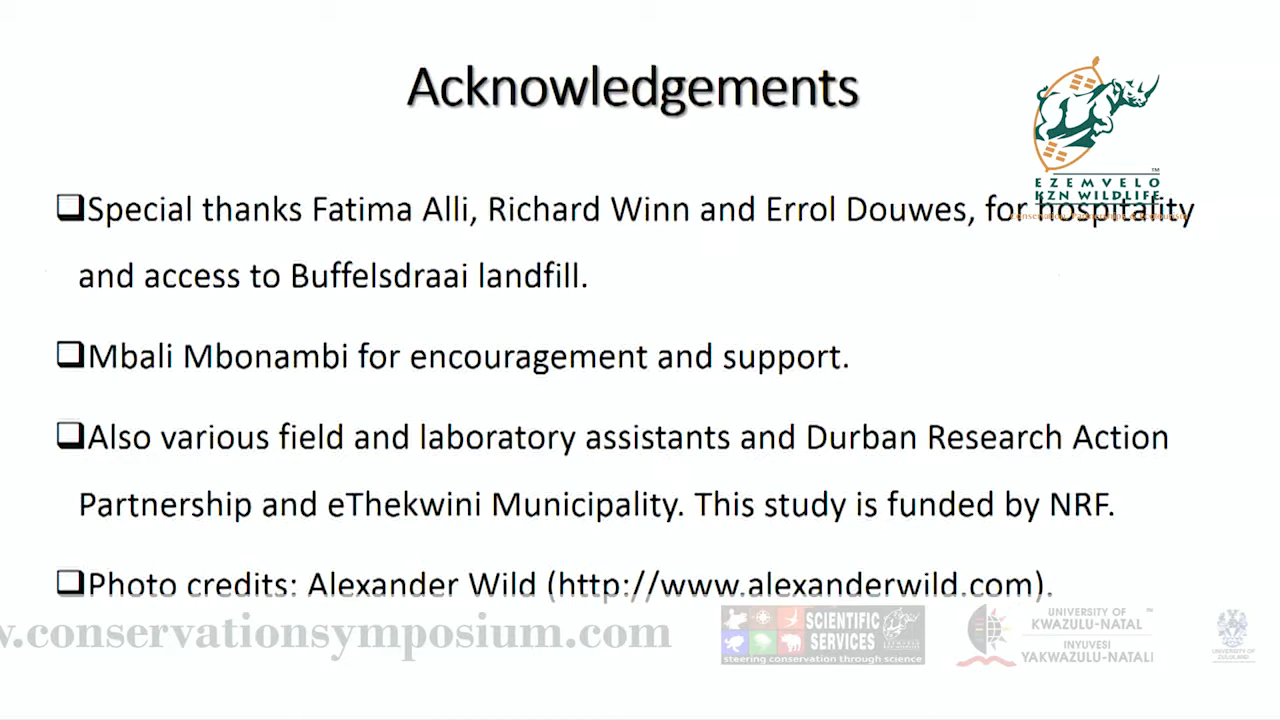 Acknowledgements
EZEMVELO
KZN WILDLIFE
❑Special thanks Fatima Alli, Richard Winn and Errol Douwes, for hospitality
and access to Buffelsdraai landfill.
❑Mbali Mbonambi for encouragement and support.
❑Also various field and laboratory assistants and Durban Research Action
Partnership and eThekwini Municipality. This study is funded by NRF.
❑Photo credits: Alexander Wild (http://www.alexanderwild.com).
w.conservationsymposium.com
SCIENTIFIC
SERVICES
steering conservation through science
UNIVERSITY OF
KWAZULU-NATAL
INYUVESI
YAKWAZULU-NATALI
UNIVERSITY OF
ZULULAND